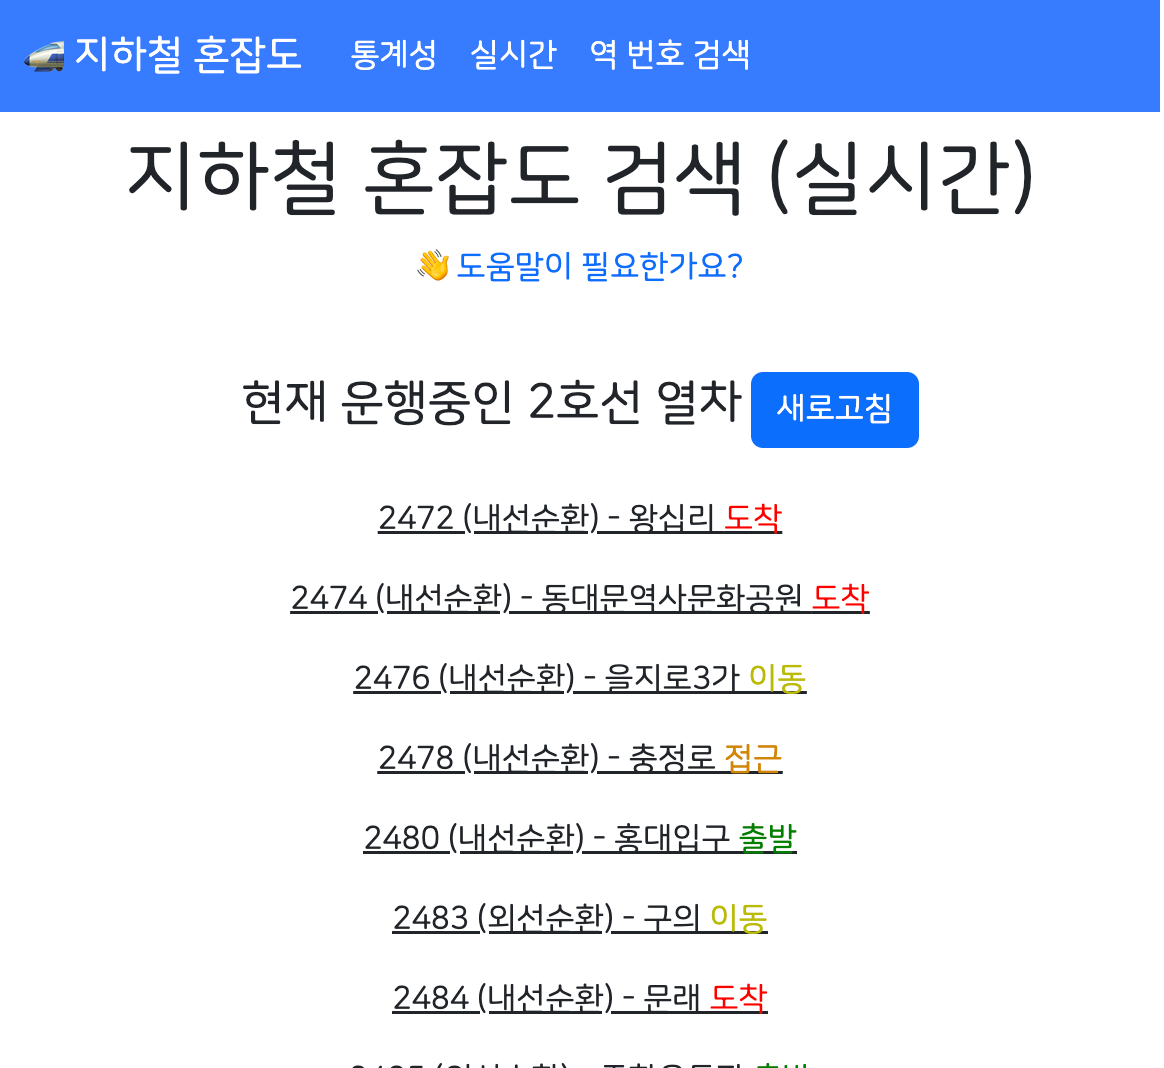 🚅 지하철 혼잡도 통계성 실시간 역 번호 검색
지하철 혼잡도 검색 (실시간)
👋 도움말이 필요한가요?
현재 운행중인 2호선 열차 새로고침
2472 (내선순환) - 왕십리 도착
2474 (내선순환) - 동대문역사문화공원 도착
2476 (내선순환) - 을지로3가 이동
2478 (내선순환) - 충정로 접근
2480 (내선순환) - 홍대입구 출발
2483 (외선순환) - 구의 이동
2484 (내선순환) - 문래 도착